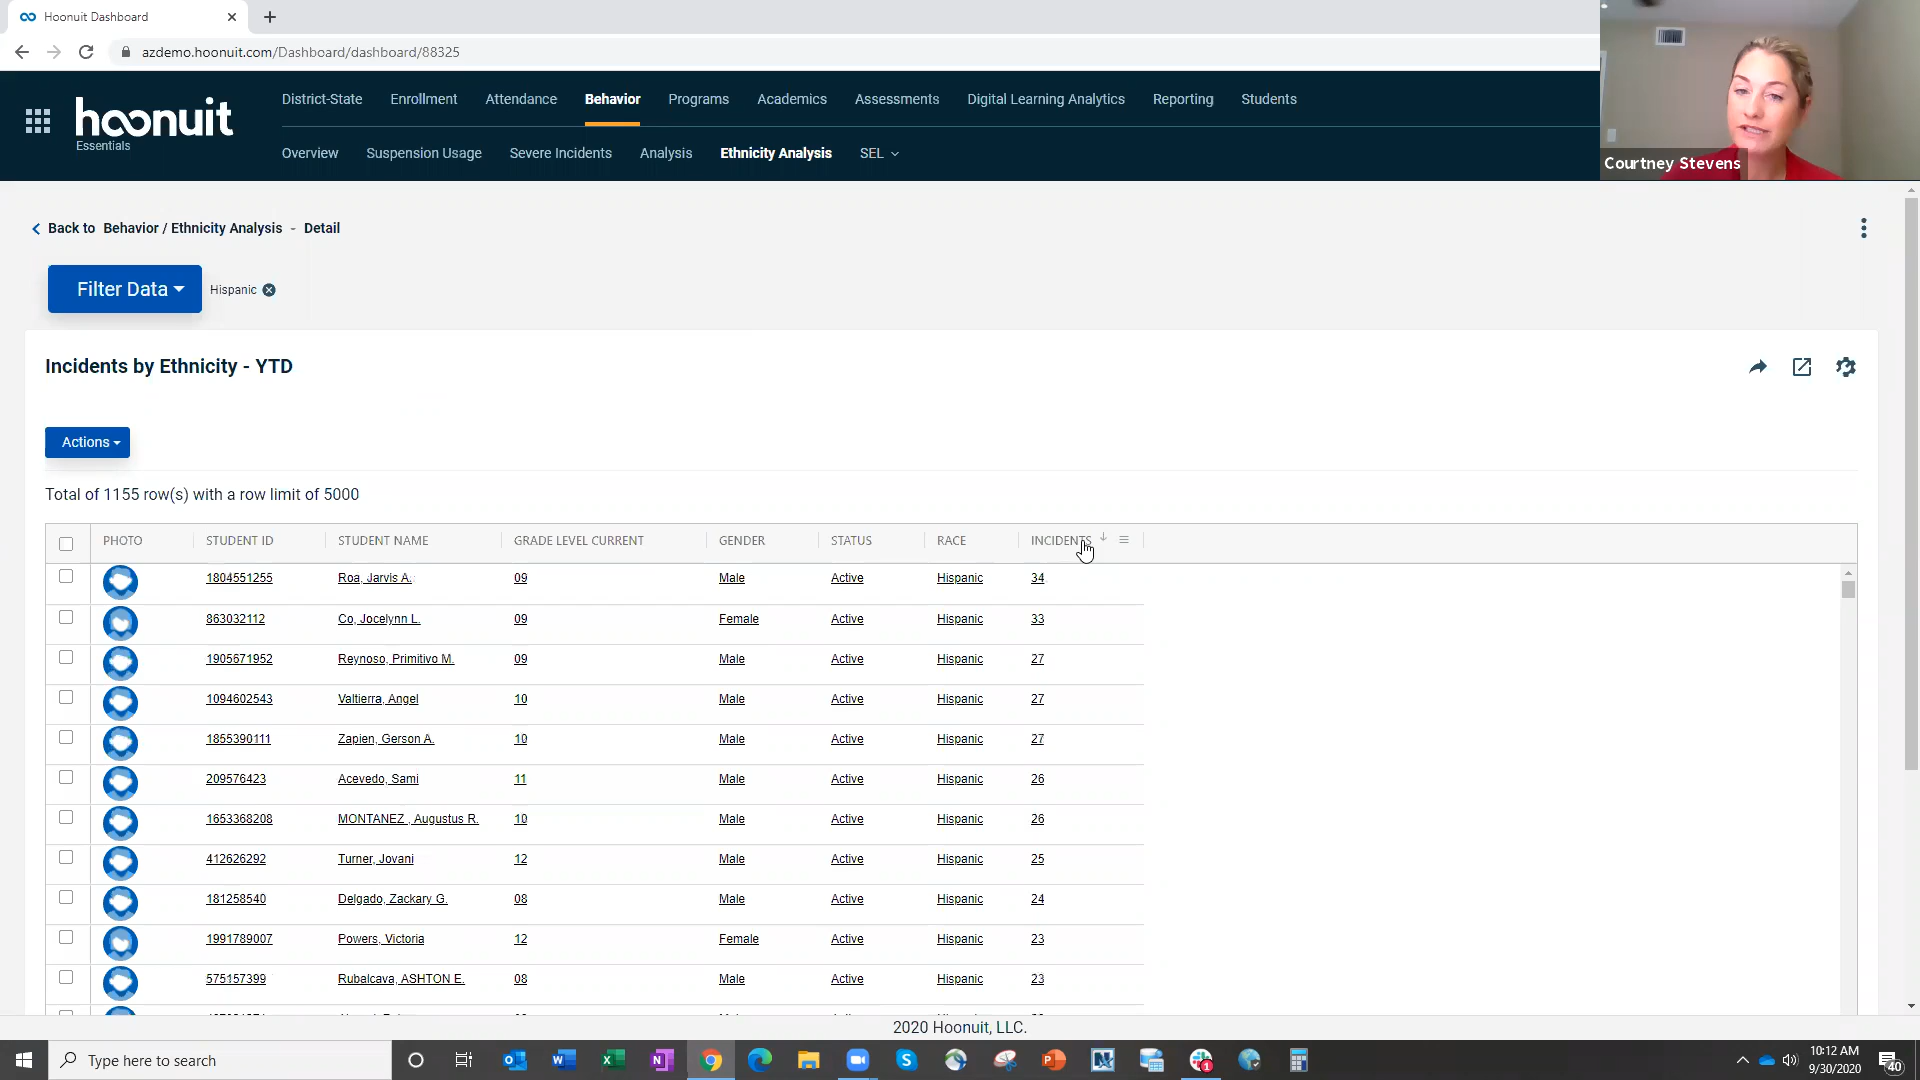 Hoonuit Dashboard
azdemo.hoonuit.com/Dashboard/dashboard/88325
Courtney Stevens
hoonuit
Essentials
District-State Enrollment Attendance Behavior Programs Academics Assessments Digital Learning Analytics Reporting Students
Overview Suspension Usage Severe Incidents Analysis Ethnicity Analysis SEL
Back to Behavior / Ethnicity Analysis - Detail
Filter Data Hispanic
Incidents by Ethnicity - YTD
Actions
Total of 1155 row(s) with a row limit of 5000
PHOTO STUDENT ID STUDENT NAME GRADE LEVEL CURRENT GENDER STATUS RACE INCIDENTS
1804551255 Roa, Jarvis A. 09 Male Active Hispanic 34
863032112 Co, Jocelynn L. 09 Female Active Hispanic 33
1905671952 Reynoso, Primitivo M. 09 Male Active Hispanic 27
1094602543 Valtierra, Angel 10 Male Active Hispanic 27
1855390111 Zapien, Gerson A. 10 Male Active Hispanic 27
209576423 Acevedo, Sami 11 Male Active Hispanic 26
1653368208 MONTANEZ , Augustus R. 10 Male Active Hispanic 26
412626292 Turner, Jovani 12 Male Active Hispanic 25
181258540 Delgado, Zackary G. 08 Male Active Hispanic 24
1991789007 Powers, Victoria 12 Female Active Hispanic 23
575157399 Rubalcava, ASHTON E. 08 Male Active Hispanic 23
2020 Hoonuit, LLC.
Type here to search
10:12 AM
9/30/2020
40